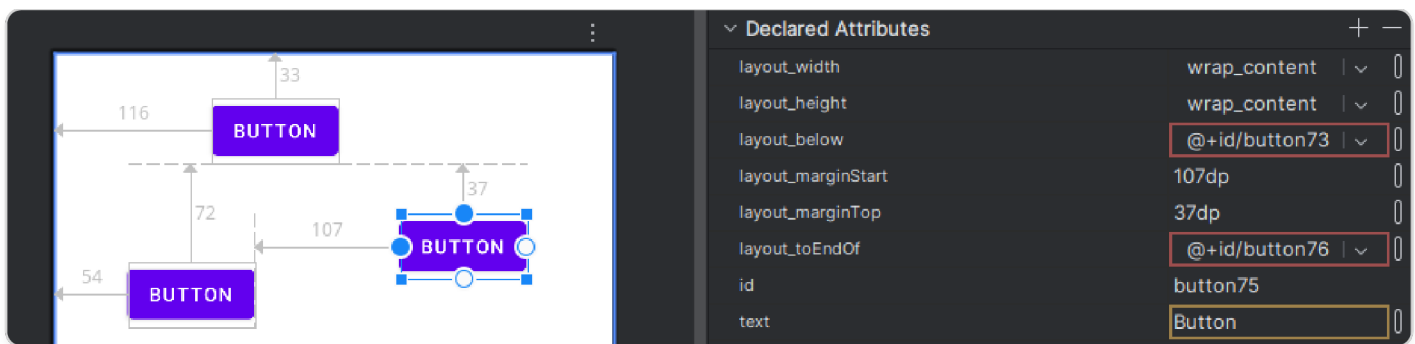 33
116
BUTTON
37
72
107
BUTTON
54
BUTTON
Declared Attributes
layout_width wrap_content
layout_height wrap_content
layout_below @+id/button73
layout_marginStart 107dp
layout_marginTop 37dp
layout_toEndOf @+id/button76
id button75
text Button